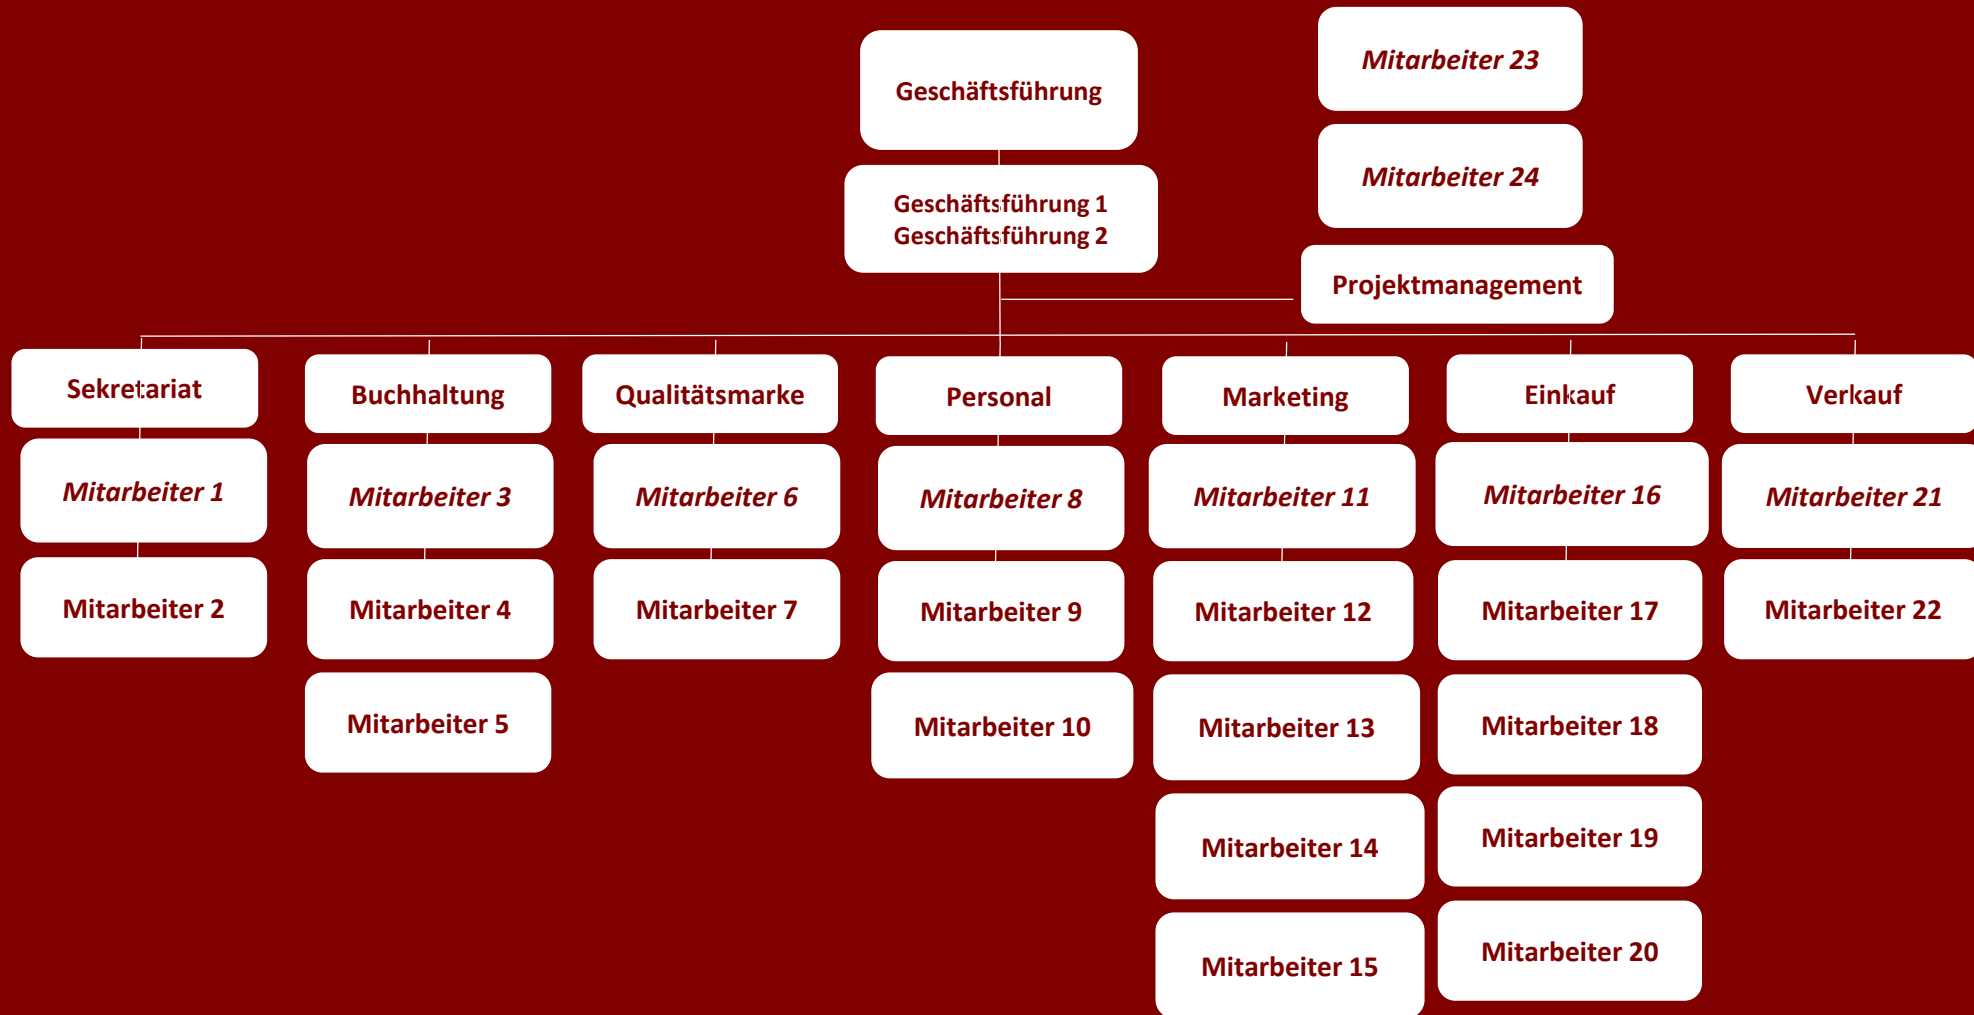 Geschäftsführung
Geschäftsführung 1
Geschäftsführung 2
Mitarbeiter 23
Mitarbeiter 24
Projektmanagement
Sekretariat
Mitarbeiter 1
Mitarbeiter 2
Buchhaltung
Mitarbeiter 3
Mitarbeiter 4
Mitarbeiter 5
Qualitätsmarke
Mitarbeiter 6
Mitarbeiter 7
Personal
Mitarbeiter 8
Mitarbeiter 9
Mitarbeiter 10
Marketing
Mitarbeiter 11
Mitarbeiter 12
Mitarbeiter 13
Mitarbeiter 14
Mitarbeiter 15
Einkauf
Mitarbeiter 16
Mitarbeiter 17
Mitarbeiter 18
Mitarbeiter 19
Mitarbeiter 20
Verkauf
Mitarbeiter 21
Mitarbeiter 22